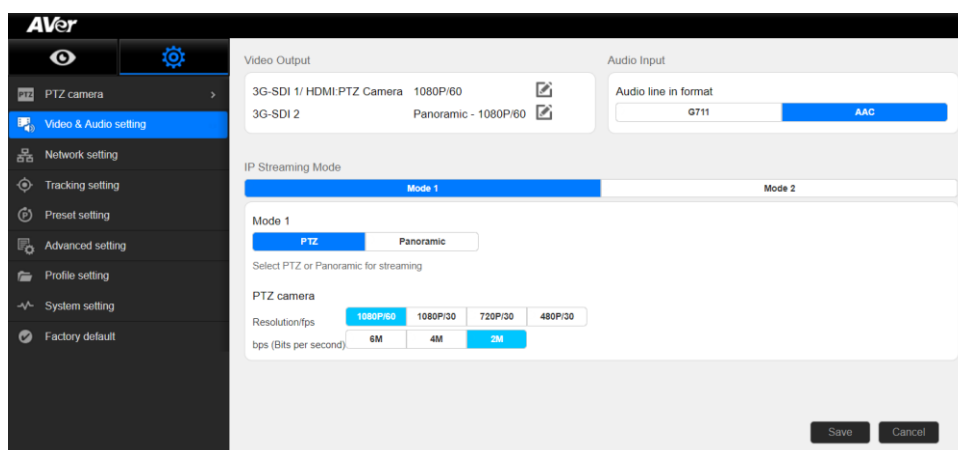 AVer
PTZ PTZ camera >
Video & Audio setting
Network setting
Tracking setting
P Preset setting
Advanced setting
Profile setting
System setting
Factory default
Video Output
3G-SDI 1/ HDMI:PTZ Camera 1080P/60
3G-SDI 2 Panoramic - 1080P/60
Audio Input
Audio line in format
G711 AAC
IP Streaming Mode
Mode 1 Mode 2
Mode 1
PTZ Panoramic
Select PTZ or Panoramic for streaming
PTZ camera
Resolution/fps 1080P/60 1080P/30 720P/30 480P/30
bps (Bits per second) 6M 4M 2M
Save Cancel